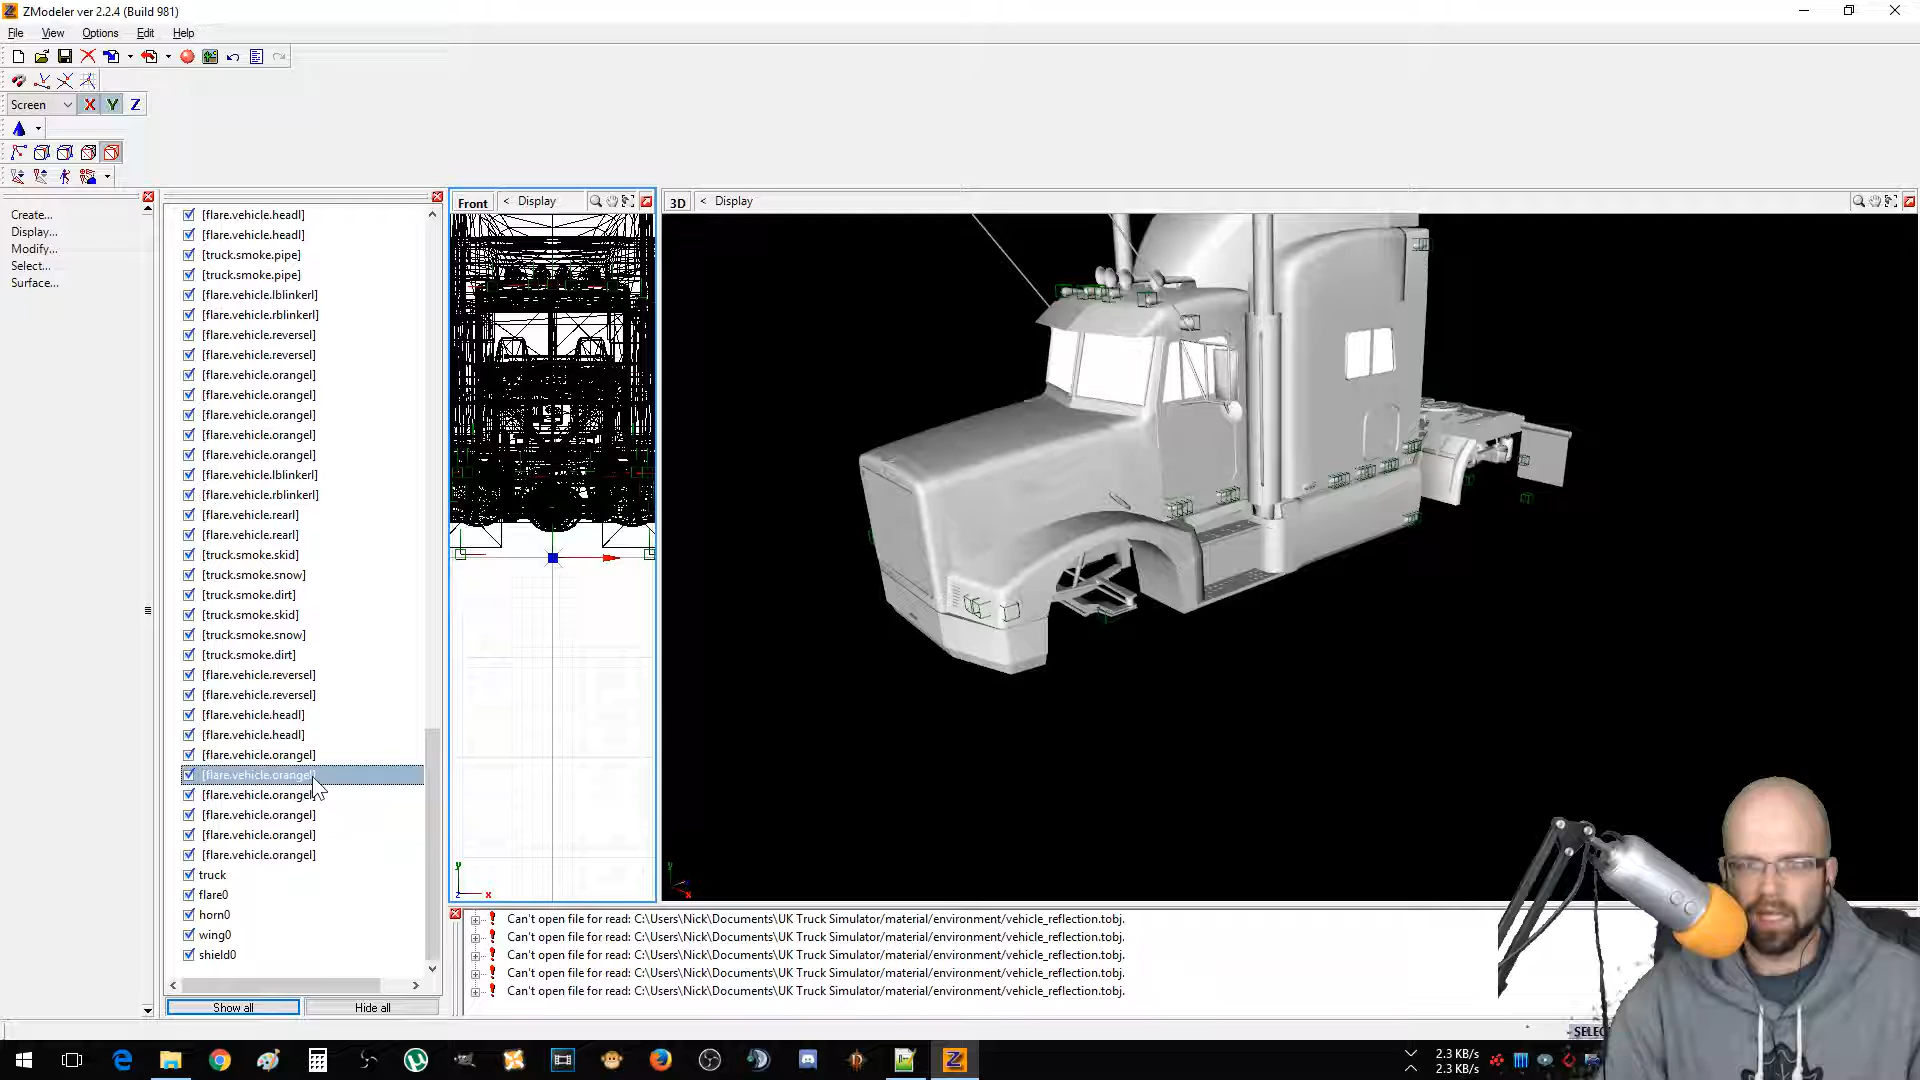 ZModeler ver 2.2.4 (Build 981)
File View Options Edit Help
Screen X Y Z
Create...
Display...
Modify...
Select...
Surface...
[flare.vehicle.headl]
[flare.vehicle.headl]
[truck.smoke.pipe]
[truck.smoke.pipe]
[flare.vehicle.lblinkerl]
[flare.vehicle.rblinkerl]
[flare.vehicle.reversel]
[flare.vehicle.reversel]
[flare.vehicle.orangel]
[flare.vehicle.orangel]
[flare.vehicle.orangel]
[flare.vehicle.orangel]
[flare.vehicle.orangel]
[flare.vehicle.lblinkerl]
[flare.vehicle.rblinkerl]
[flare.vehicle.rearl]
[flare.vehicle.rearl]
[truck.smoke.skid]
[truck.smoke.snow]
[truck.smoke.dirt]
[truck.smoke.skid]
[truck.smoke.snow]
[truck.smoke.dirt]
[flare.vehicle.reversel]
[flare.vehicle.reversel]
[flare.vehicle.headl]
[flare.vehicle.headl]
[flare.vehicle.orangel]
[flare.vehicle.orangel]
[flare.vehicle.orangel]
[flare.vehicle.orangel]
[flare.vehicle.orangel]
[flare.vehicle.orangel]
truck
flare0
horn0
wing0
shield0
Show all Hide all
Front < Display
y
z x
3D < Display
y
x
Can't open file for read: C:\Users\Nick\Documents\UK Truck Simulator/material/environment/vehicle_reflection.tobj.
Can't open file for read: C:\Users\Nick\Documents\UK Truck Simulator/material/environment/vehicle_reflection.tobj.
Can't open file for read: C:\Users\Nick\Documents\UK Truck Simulator/material/environment/vehicle_reflection.tobj.
Can't open file for read: C:\Users\Nick\Documents\UK Truck Simulator/material/environment/vehicle_reflection.tobj.
Can't open file for read: C:\Users\Nick\Documents\UK Truck Simulator/material/environment/vehicle_reflection.tobj.
2.3 KB/s
2.3 KB/s